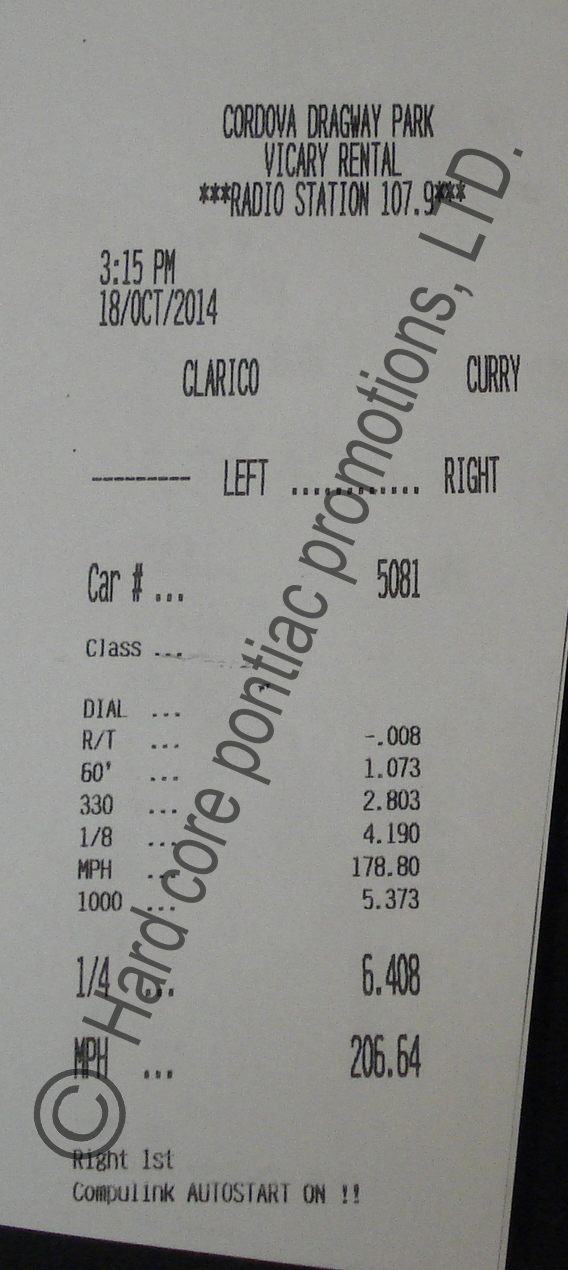 CORDOVA DRAGWAY PARK
VICARY RENTAL
***RADIO STATION 107.9***
3:15 PM
18/OCT/2014
CLARICO CURRY
--------- LEFT ............ RIGHT
Car # ... 5081
Class ...
DIAL ...
R/T ... -.008
60' ... 1.073
330 ... 2.803
1/8 ... 4.190
MPH ... 178.80
1000 ... 5.373
1/4 ... 6.408
MPH ... 206.64
Right 1st
Compulink AUTOSTART ON !!
© Hard core pontiac promotions, LTD.